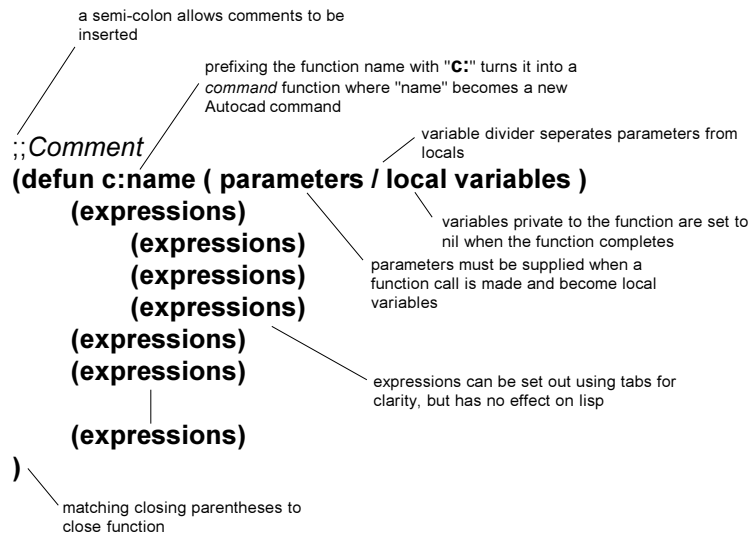 a semi-colon allows comments to be
inserted
prefixing the function name with "c:" turns it into a
command function where "name" becomes a new
Autocad command
variable divider seperates parameters from
locals
;;Comment
(defun c:name ( parameters / local variables )
(expressions)
variables private to the function are set to
nil when the function completes
(expressions)
parameters must be supplied when a
function call is made and become local
variables
(expressions)
(expressions)
(expressions)
(expressions)
expressions can be set out using tabs for
clarity, but has no effect on lisp
(expressions)
)
matching closing parentheses to
close function